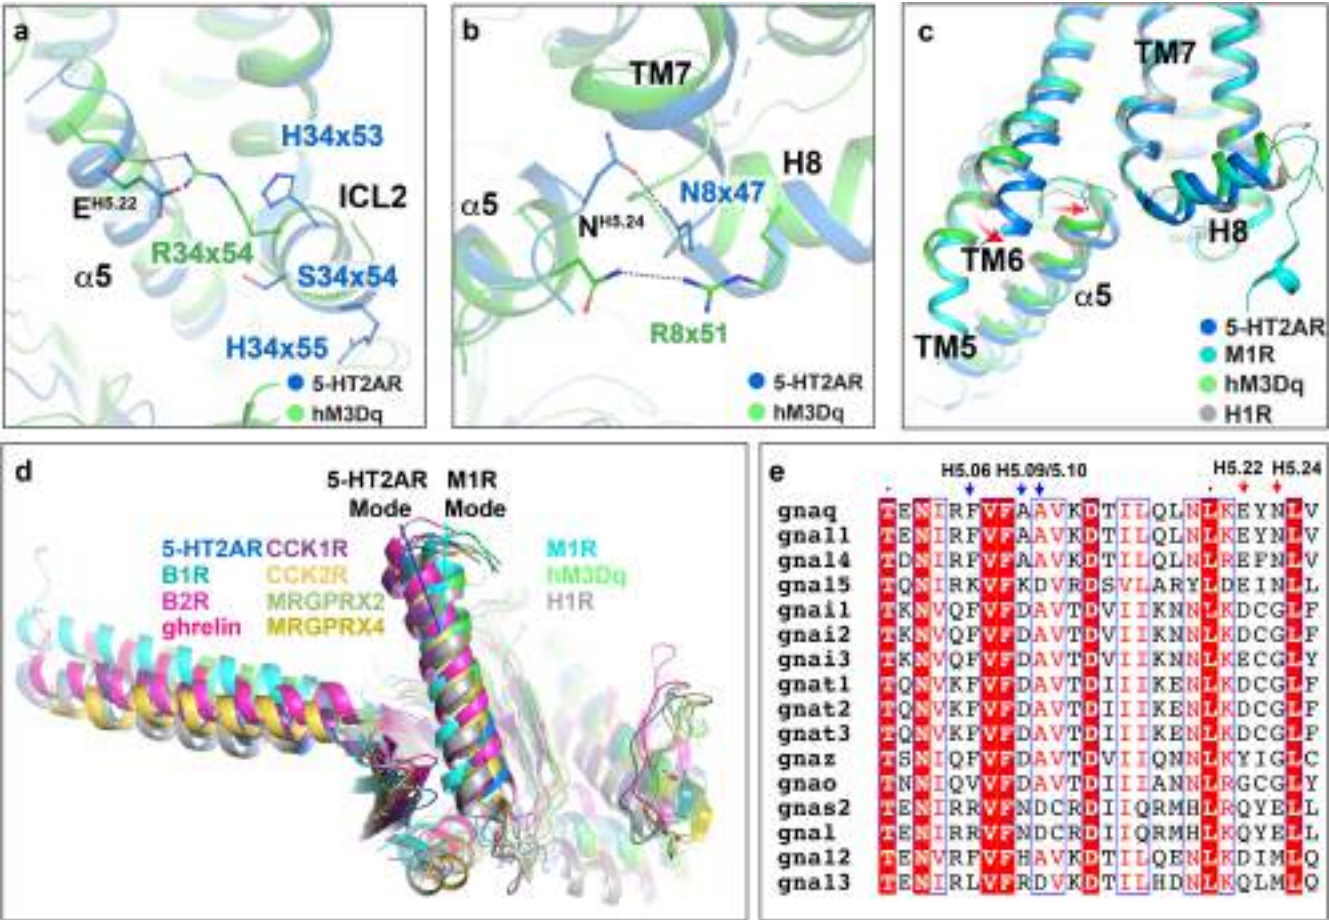 a
H34x53
E^H5.22
ICL2
R34x54
α5
S34x54
H34x55
5-HT2AR
hM3Dq
b
TM7
H8
N8x47
α5
N^H5.24
R8x51
5-HT2AR
hM3Dq
c
TM7
H8
TM6
α5
TM5
5-HT2AR
M1R
hM3Dq
H1R
d
5-HT2AR M1R
Mode Mode
5-HT2AR CCK1R M1R
B1R CCK2R hM3Dq
B2R MRGPRX2 H1R
ghrelin MRGPRX4
e
H5.06 H5.09/5.10 H5.22 H5.24
gnaq TENIRFVFAAVKDTILQLNLKEYNLV
gna11 TENIRFVFAAVKDTILQLNLKEYNLV
gna14 TDNIRFVFAAVKDTILQLNLREFNLV
gna15 TDNIRKVFKDVRDSVLARYLDEINLL
gnai1 TKNVQFVFDAVTDVIIKNNLKDCGLF
gnai2 TKNVQFVFDAVTDVIIKNNLKDCGLF
gnai3 TKNVQFVFDAVTDVIIKNNLKECGLY
gnat1 TQNVKFVFDAVTDIIIKENLKDCGLF
gnat2 TQNVKFVFDAVTDIIIKENLKDCGLF
gnat3 TQNVKFVFDAVTDIIIKENLKDCGLF
gnaz TSNIQFVFDAVTDVIIQNNLKYIGLC
gnao TNNIQVVFDAVTDIIIANNLRGCGLY
gnas2 TENIRRVFNDCRDIIQRMHLRQYELL
gnal TENIRRVFNDCRDIIQRMHLKQYELL
gna12 TENVRFVFHAVKDTILQENLKDIMLQ
gna13 TENIRLVFRDVKDTILHDNLKQLMLQ